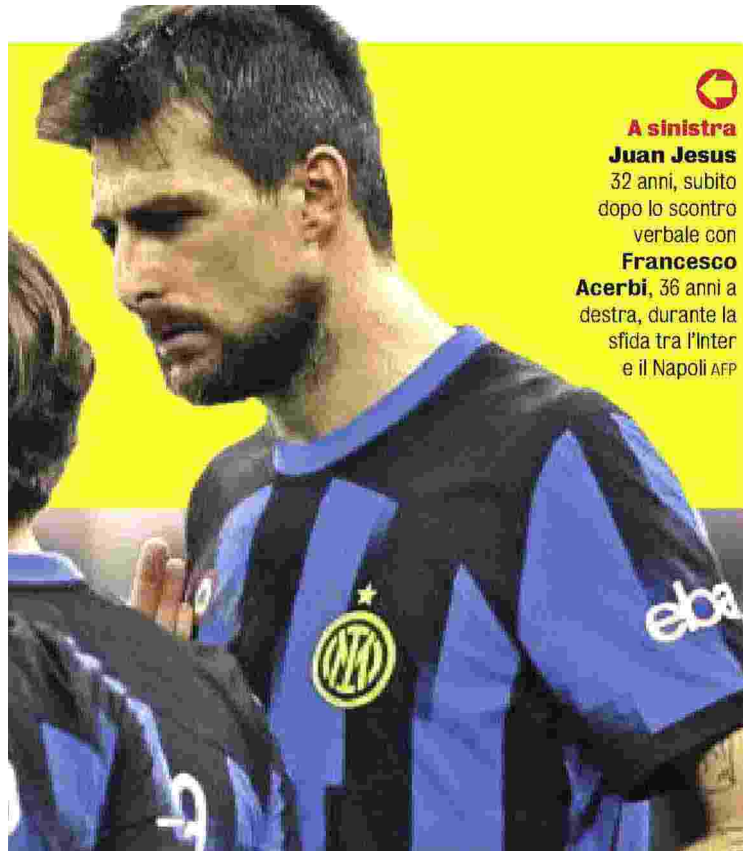 A sinistra
Juan Jesus
32 anni, subito
dopo lo scontro
verbale con
Francesco
Acerbi, 36 anni a
destra, durante la
sfida tra l'Inter
e il Napoli AFP
eba